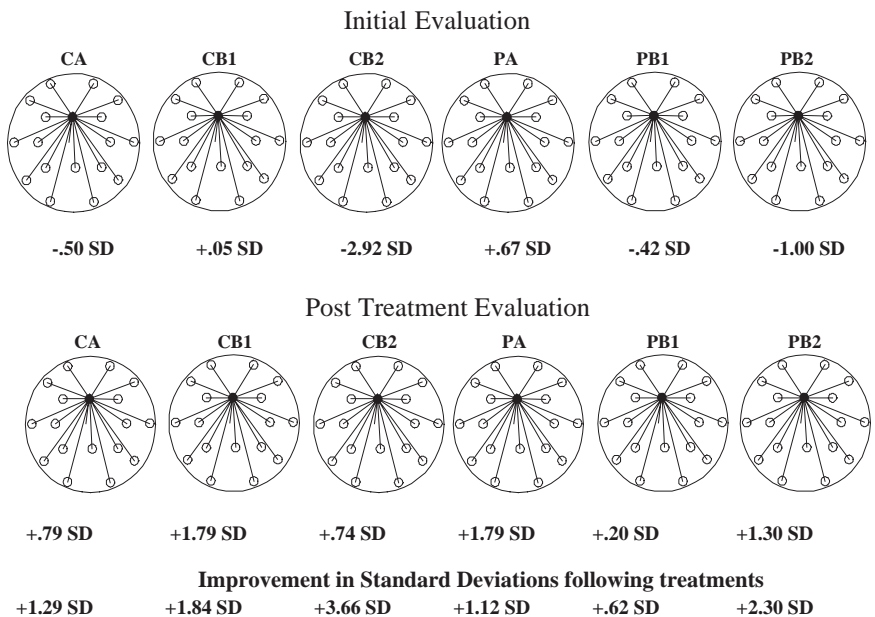 Initial Evaluation
CA CB1 CB2 PA PB1 PB2
-.50 SD +.05 SD -2.92 SD +.67 SD -.42 SD -1.00 SD
Post Treatment Evaluation
CA CB1 CB2 PA PB1 PB2
+.79 SD +1.79 SD +.74 SD +1.79 SD +.20 SD +1.30 SD
Improvement in Standard Deviations following treatments
+1.29 SD +1.84 SD +3.66 SD +1.12 SD +.62 SD +2.30 SD